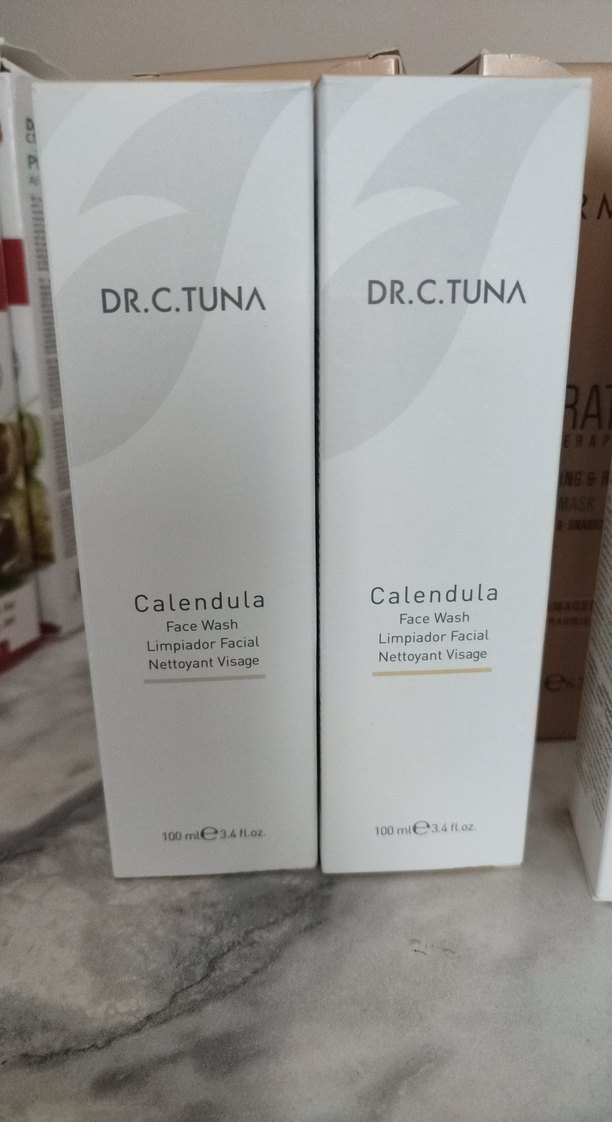 DR.C.TUNA
Calendula
Face Wash
Limpiador Facial
Nettoyant Visage
100 ml e 3.4 fl.oz.
DR.C.TUNA
Calendula
Face Wash
Limpiador Facial
Nettoyant Visage
100 ml e 3.4 fl.oz.
MASK